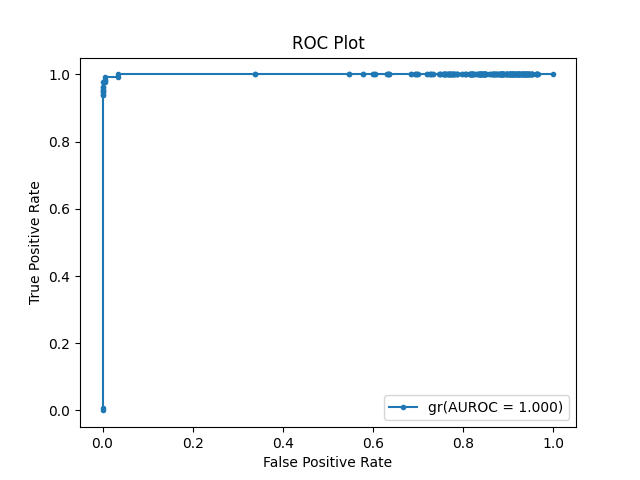 ROC Plot
True Positive Rate
1.0
0.8
0.6
0.4
0.2
0.0
gr(AUROC = 1.000)
0.0 0.2 0.4 0.6 0.8 1.0
False Positive Rate